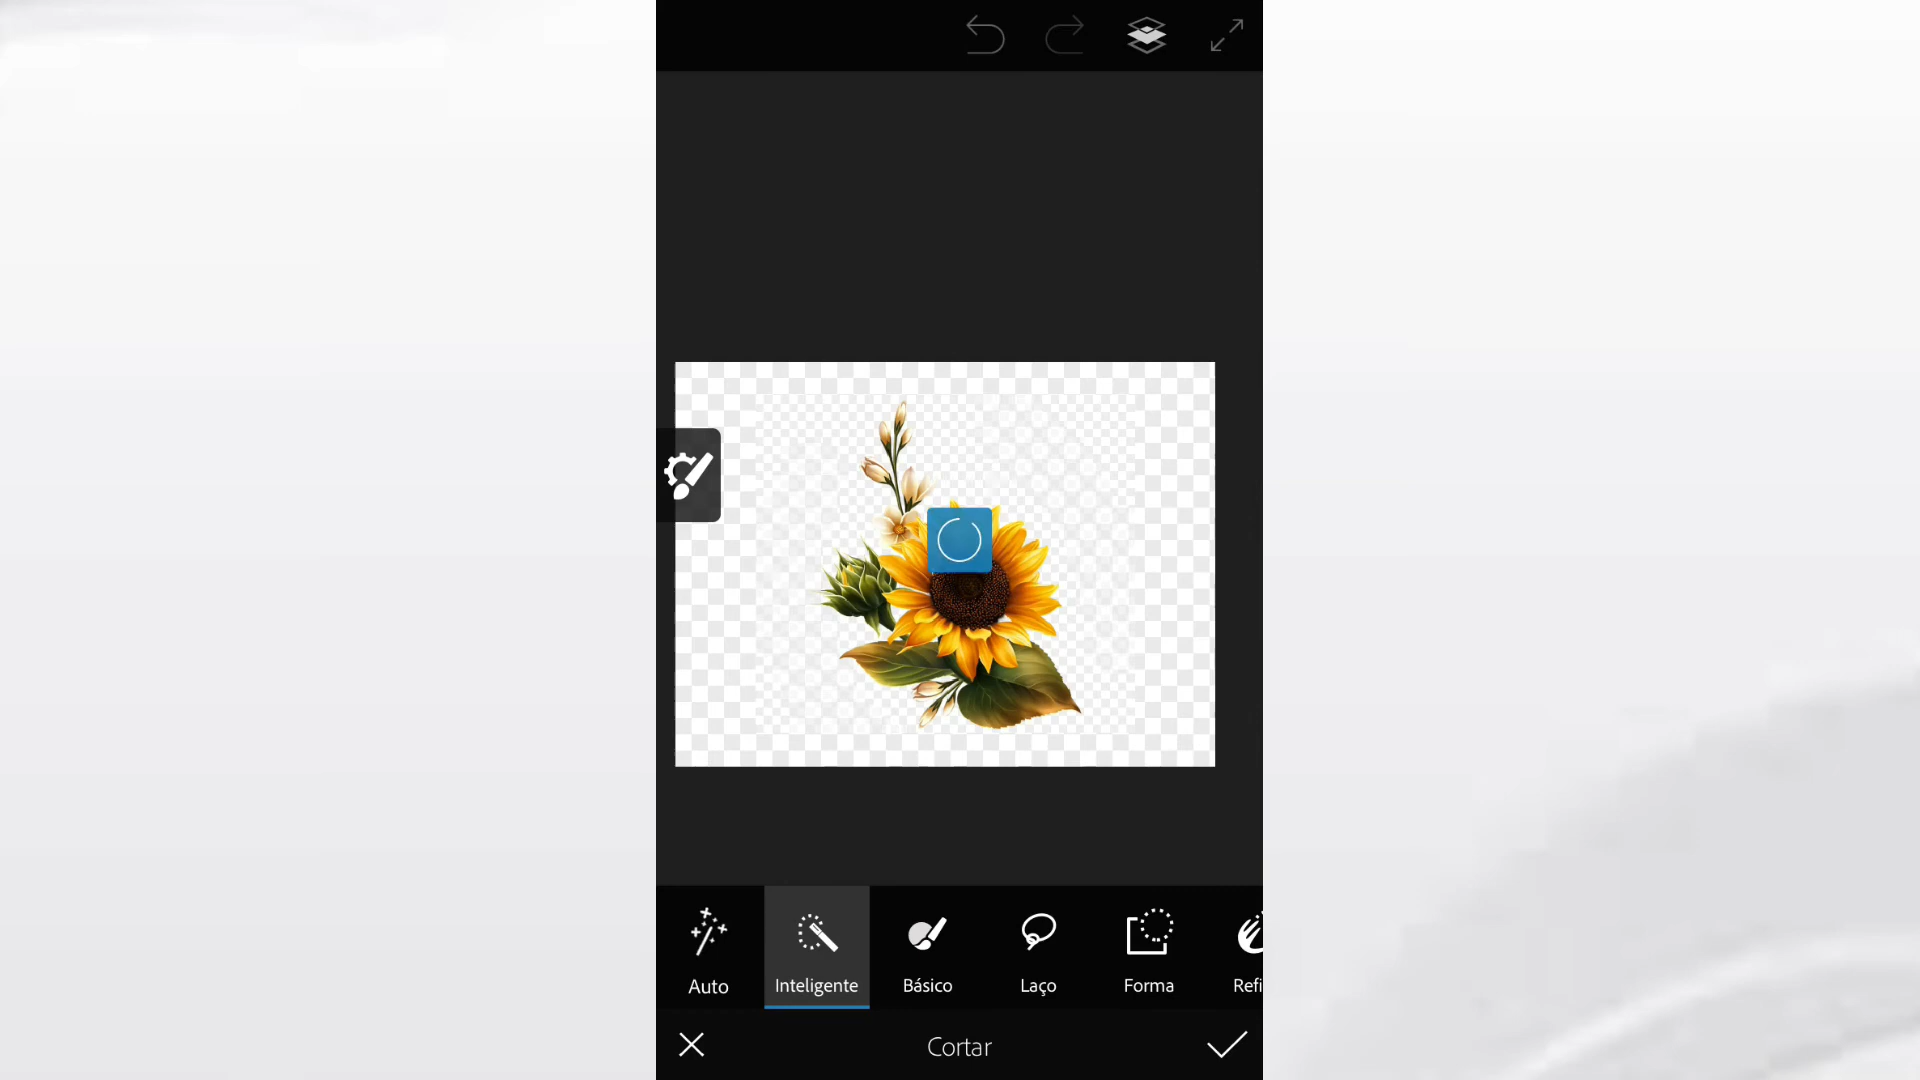 Auto
Inteligente
Básico
Laço
Forma
Refi
Cortar